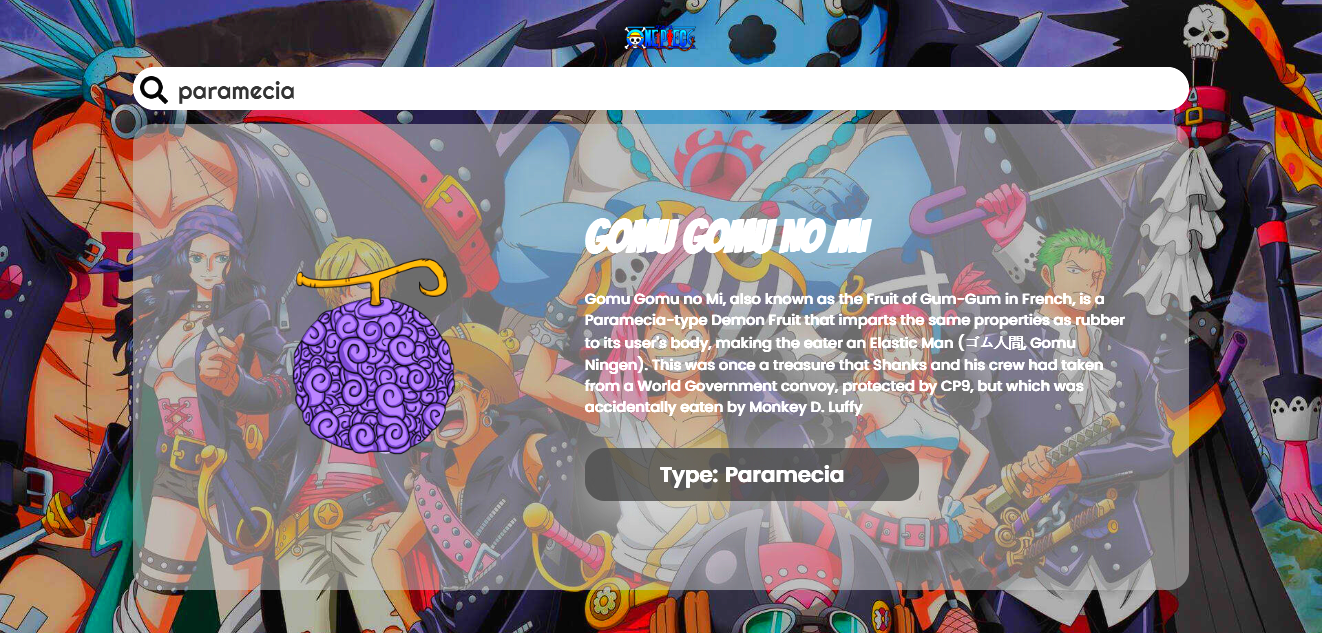 ONE PIECE
paramecia
GOMU GOMU NO MI
Gomu Gomu no Mi, also known as the Fruit of Gum-Gum in French, is a
Paramecia-type Demon Fruit that imparts the same properties as rubber
to its user's body, making the eater an Elastic Man (ゴム人間, Gomu
Ningen). This was once a treasure that Shanks and his crew had taken
from a World Government convoy, protected by CP9, but which was
accidentally eaten by Monkey D. Luffy
Type: Paramecia